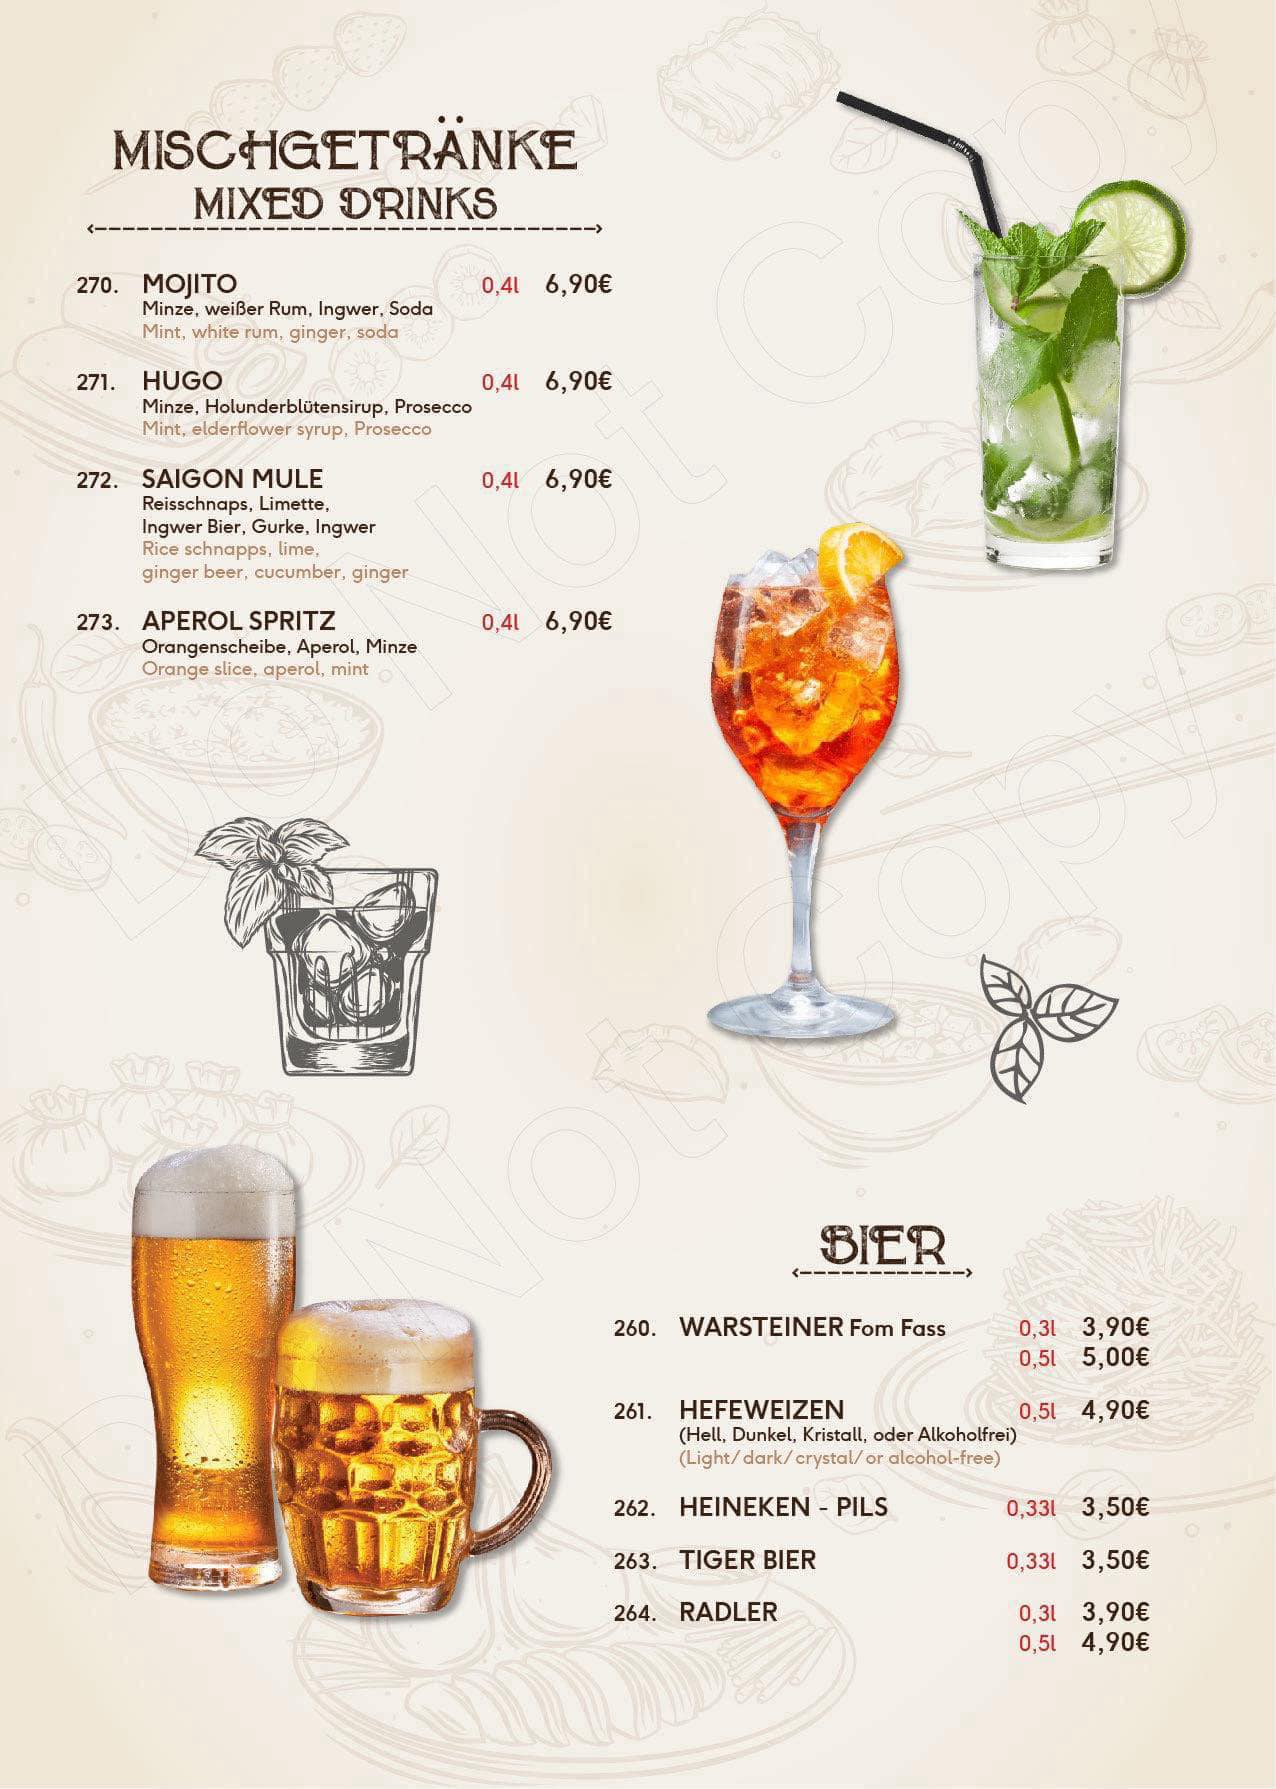 MISCHGETRÄNKE
MIXED DRINKS
270. MOJITO 0,4l 6,90€
Minze, weißer Rum, Ingwer, Soda
Mint, white rum, ginger, soda
271. HUGO 0,4l 6,90€
Minze, Holunderblütensirup, Prosecco
Mint, elderflower syrup, Prosecco
272. SAIGON MULE 0,4l 6,90€
Reisschnaps, Limette,
Ingwer Bier, Gurke, Ingwer
Rice schnapps, lime,
ginger beer, cucumber, ginger
273. APEROL SPRITZ 0,4l 6,90€
Orangenscheibe, Aperol, Minze
Orange slice, aperol, mint
Do Not Copy
Do Not Copy
BIER
260. WARSTEINER Fom Fass 0,3l 3,90€
0,5l 5,00€
261. HEFEWEIZEN 0,5l 4,90€
(Hell, Dunkel, Kristall, oder Alkoholfrei)
(Light/dark/crystal/or alcohol-free)
262. HEINEKEN - PILS 0,33l 3,50€
263. TIGER BIER 0,33l 3,50€
264. RADLER 0,3l 3,90€
0,5l 4,90€